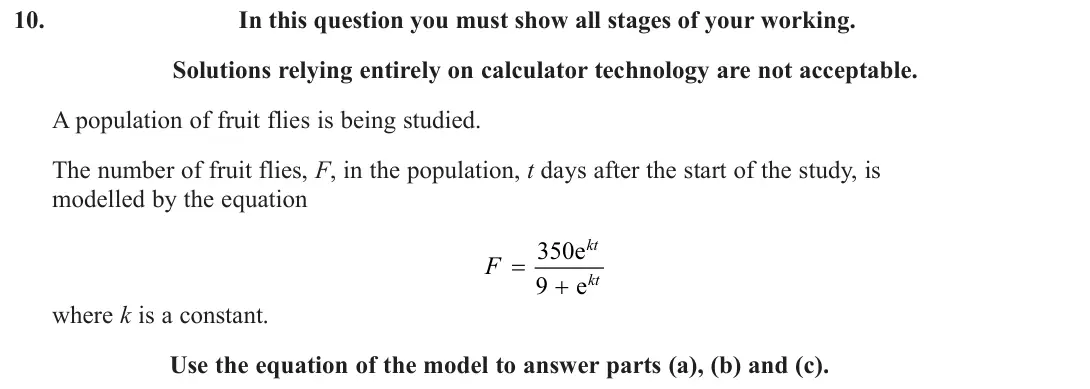 10. In this question you must show all stages of your working.
Solutions relying entirely on calculator technology are not acceptable.
A population of fruit flies is being studied.
The number of fruit flies, F, in the population, t days after the start of the study, is
modelled by the equation
F = \frac{350e^{kt}}{9 + e^{kt}}
where k is a constant.
Use the equation of the model to answer parts (a), (b) and (c).